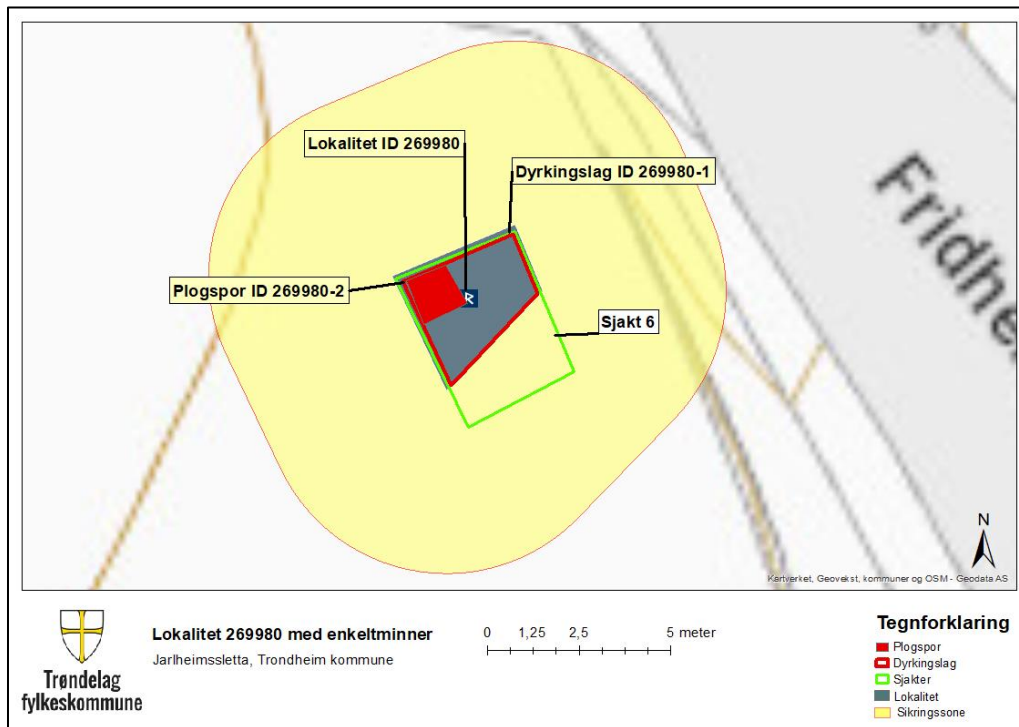 Lokalitet ID 269980
Dyrkingslag ID 269980-1
Plogspor ID 269980-2
Sjakt 6
R
N
Kartverket, Geovekst, kommuner og OSM - Geodata AS
Trøndelag
fylkeskommune
Lokalitet 269980 med enkeltminner
Jarlheimssletta, Trondheim kommune
0 1,25 2,5 5 meter
Tegnforklaring
Plogspor
Dyrkingslag
Sjakter
Lokalitet
Sikringssone